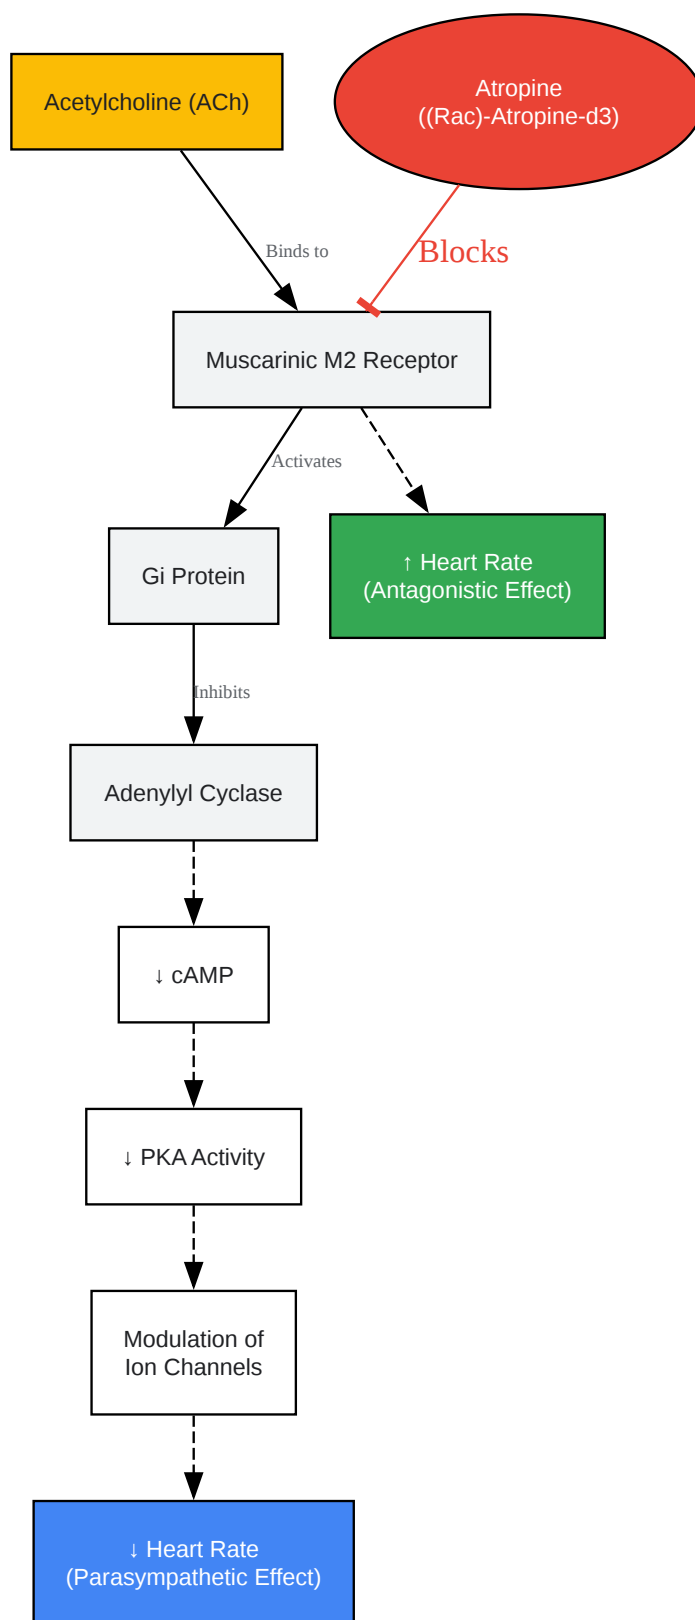 Acetylcholine (ACh)
Atropine
((Rac)-Atropine-d3)
Binds to
Blocks
Muscarinic M2 Receptor
Activates
Gi Protein
↑ Heart Rate
(Antagonistic Effect)
Inhibits
Adenylyl Cyclase
↓ cAMP
↓ PKA Activity
Modulation of
Ion Channels
↓ Heart Rate
(Parasympathetic Effect)